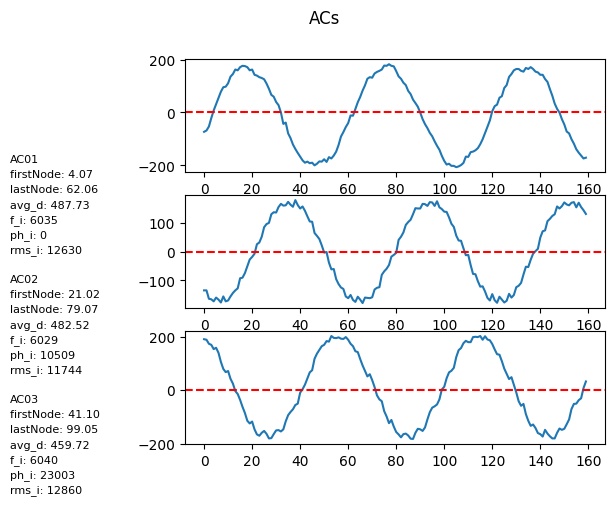 ACs
200
0
−200
0 20 40 60 80 100 120 140 160
AC01
firstNode: 4.07
lastNode: 62.06
avg_d: 487.73
f_i: 6035
ph_i: 0
rms_i: 12630
100
0
−100
0 20 40 60 80 100 120 140 160
AC02
firstNode: 21.02
lastNode: 79.07
avg_d: 482.52
f_i: 6029
ph_i: 10509
rms_i: 11744
200
0
−200
0 20 40 60 80 100 120 140 160
AC03
firstNode: 41.10
lastNode: 99.05
avg_d: 459.72
f_i: 6040
ph_i: 23003
rms_i: 12860